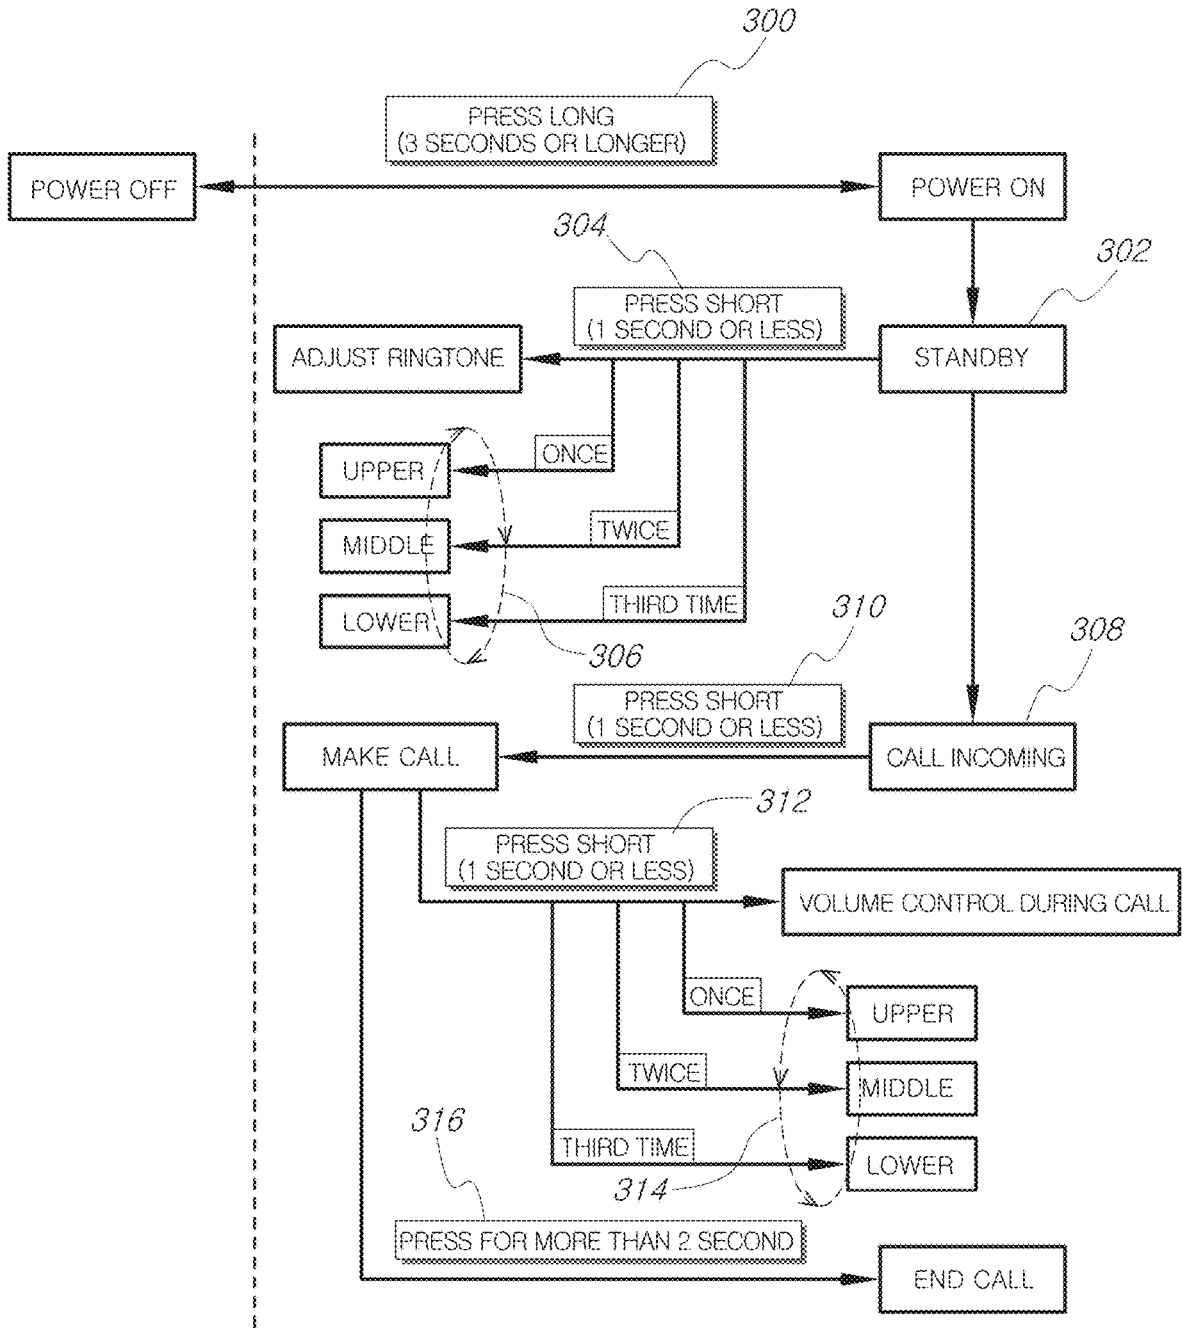 300
PRESS LONG
(3 SECONDS OR LONGER)
POWER OFF
POWER ON
304
302
PRESS SHORT
(1 SECOND OR LESS)
ADJUST RINGTONE
STANDBY
ONCE
UPPER
TWICE
MIDDLE
THIRD TIME
LOWER
306
310
308
PRESS SHORT
(1 SECOND OR LESS)
MAKE CALL
CALL INCOMING
312
PRESS SHORT
(1 SECOND OR LESS)
VOLUME CONTROL DURING CALL
ONCE
UPPER
TWICE
MIDDLE
316
THIRD TIME
LOWER
314
PRESS FOR MORE THAN 2 SECOND
END CALL